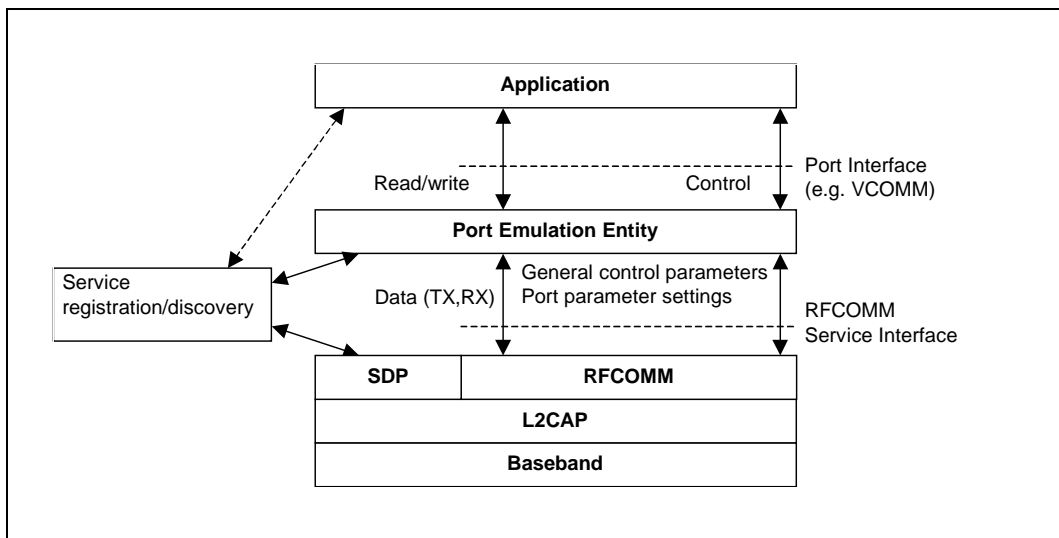 Application
Read/write
Control
Port Interface
(e.g. VCOMM)
Port Emulation Entity
Service
registration/discovery
Data (TX,RX)
General control parameters
Port parameter settings
RFCOMM
Service Interface
SDP
RFCOMM
L2CAP
Baseband